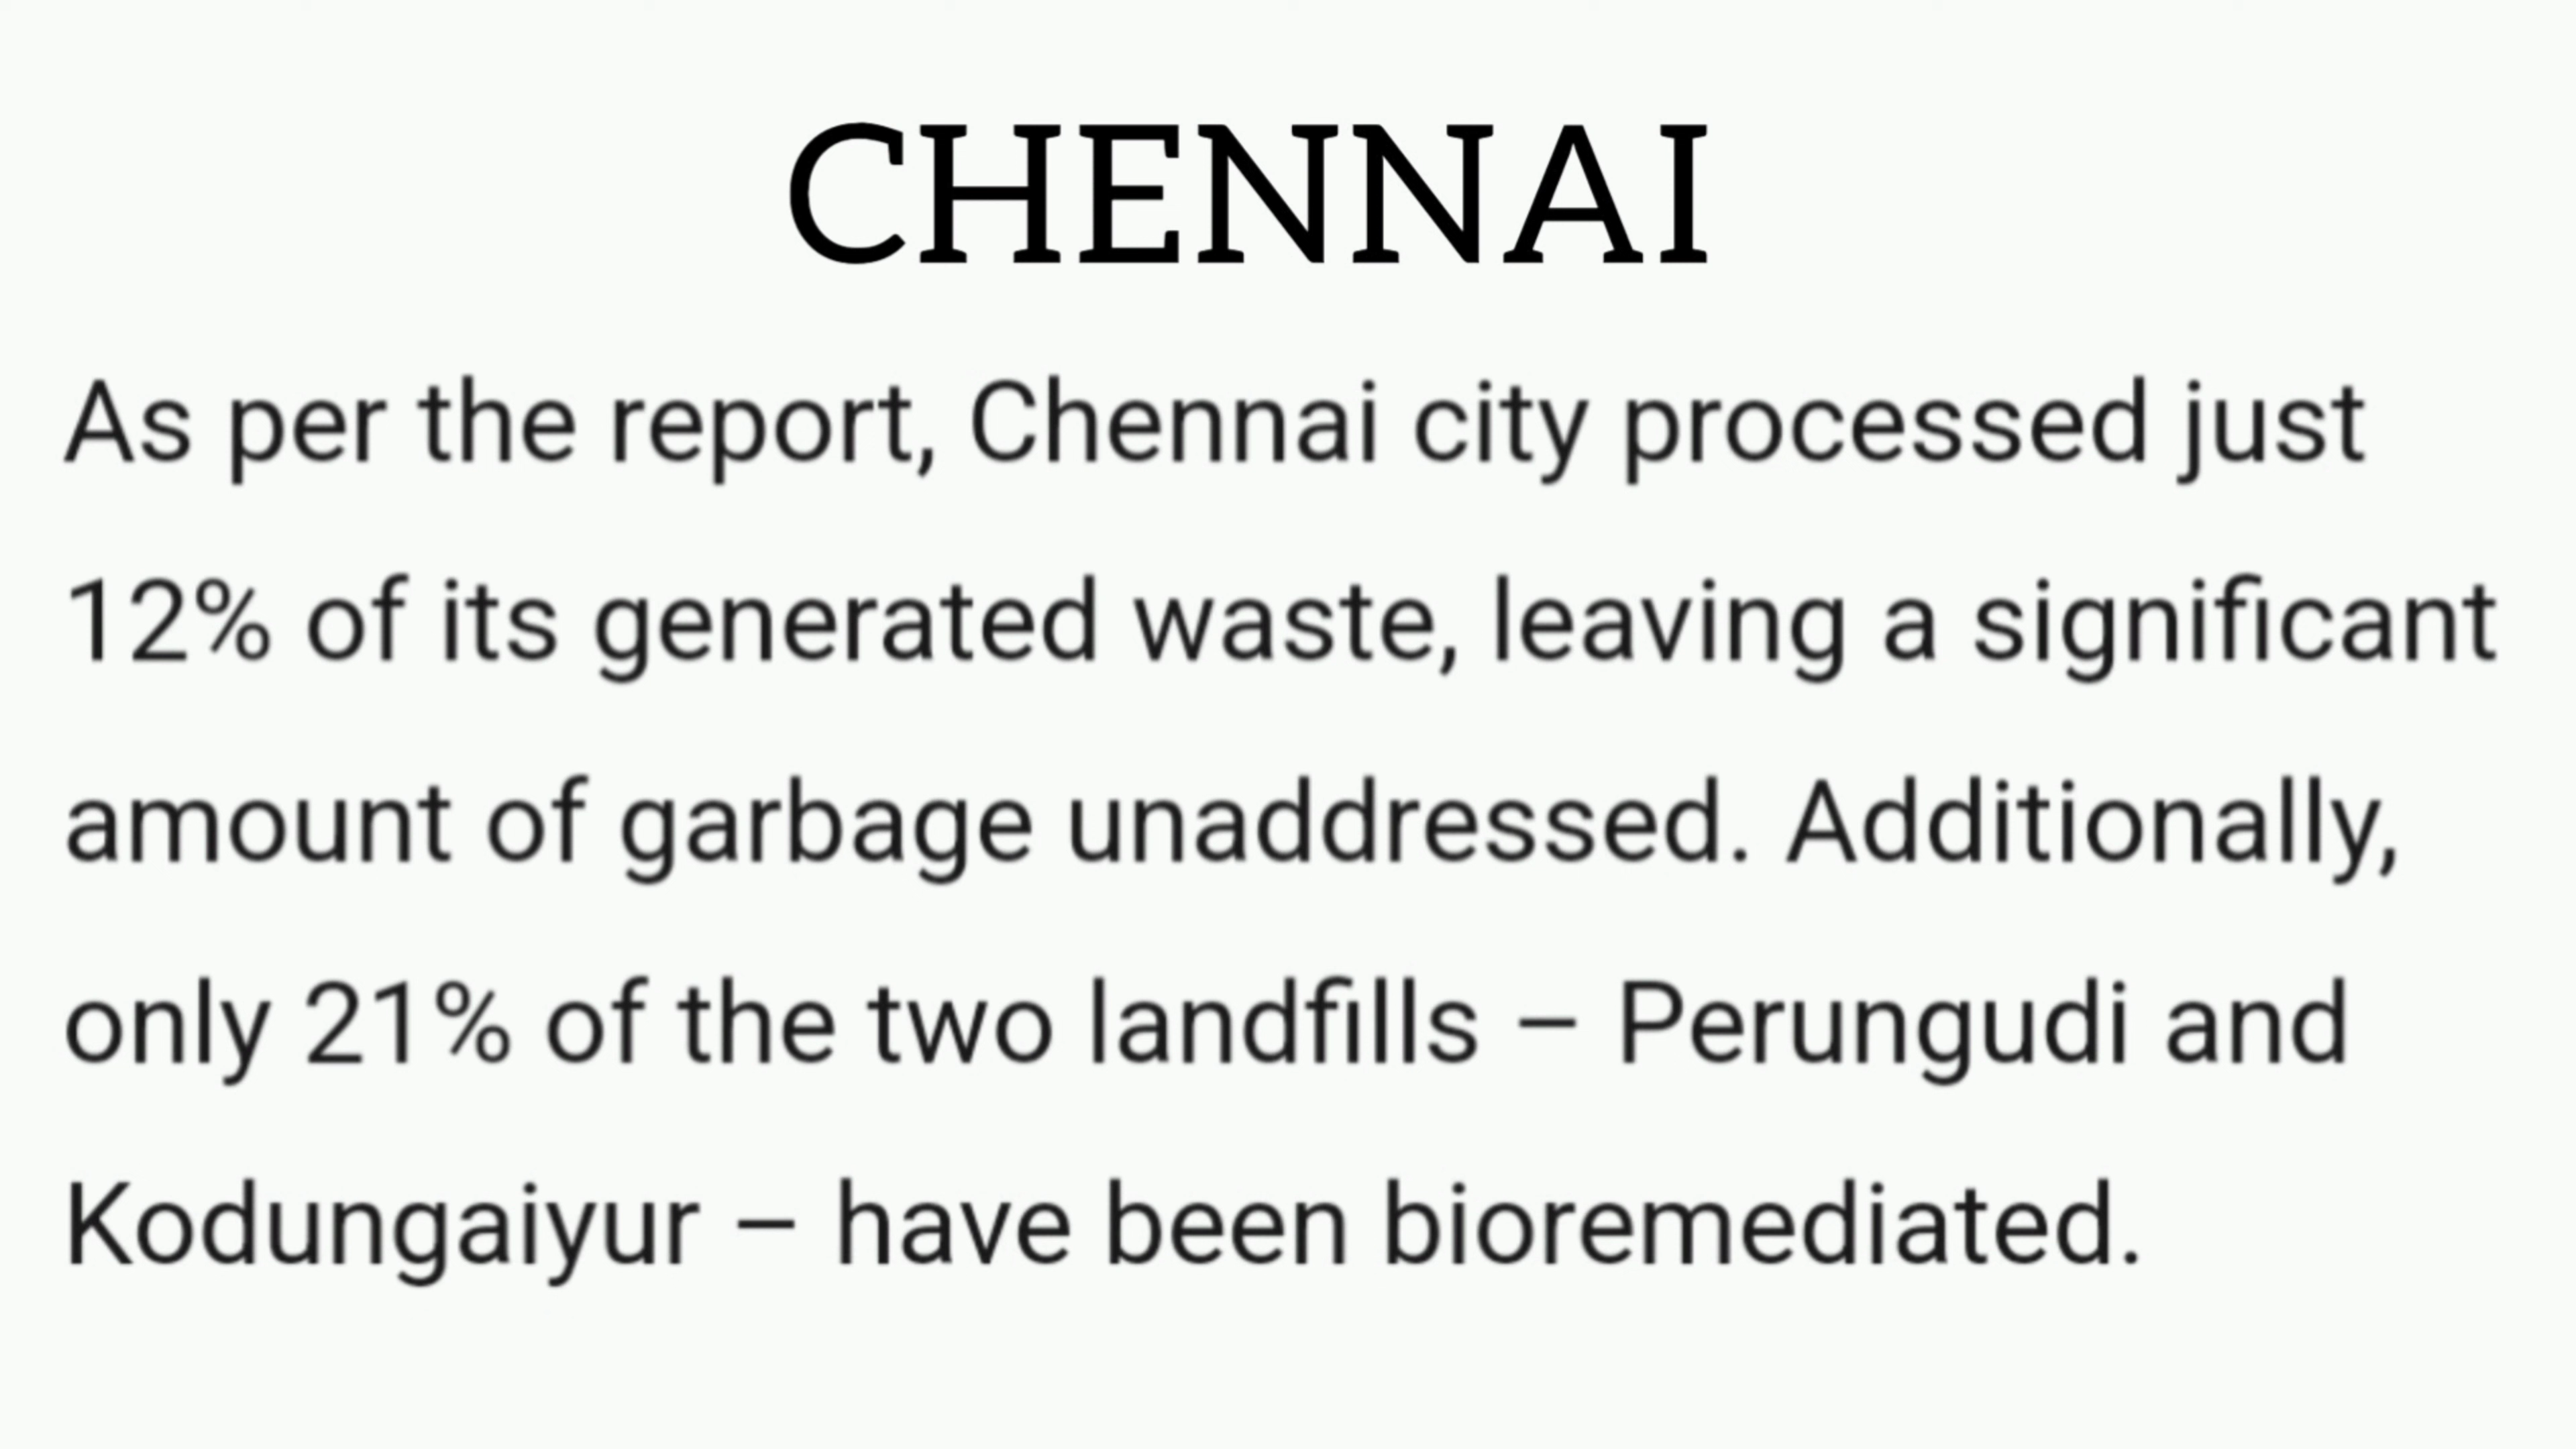 CHENNAI
As per the report, Chennai city processed just
12% of its generated waste, leaving a significant
amount of garbage unaddressed. Additionally,
only 21% of the two landfills – Perungudi and
Kodungaiyur – have been bioremediated.